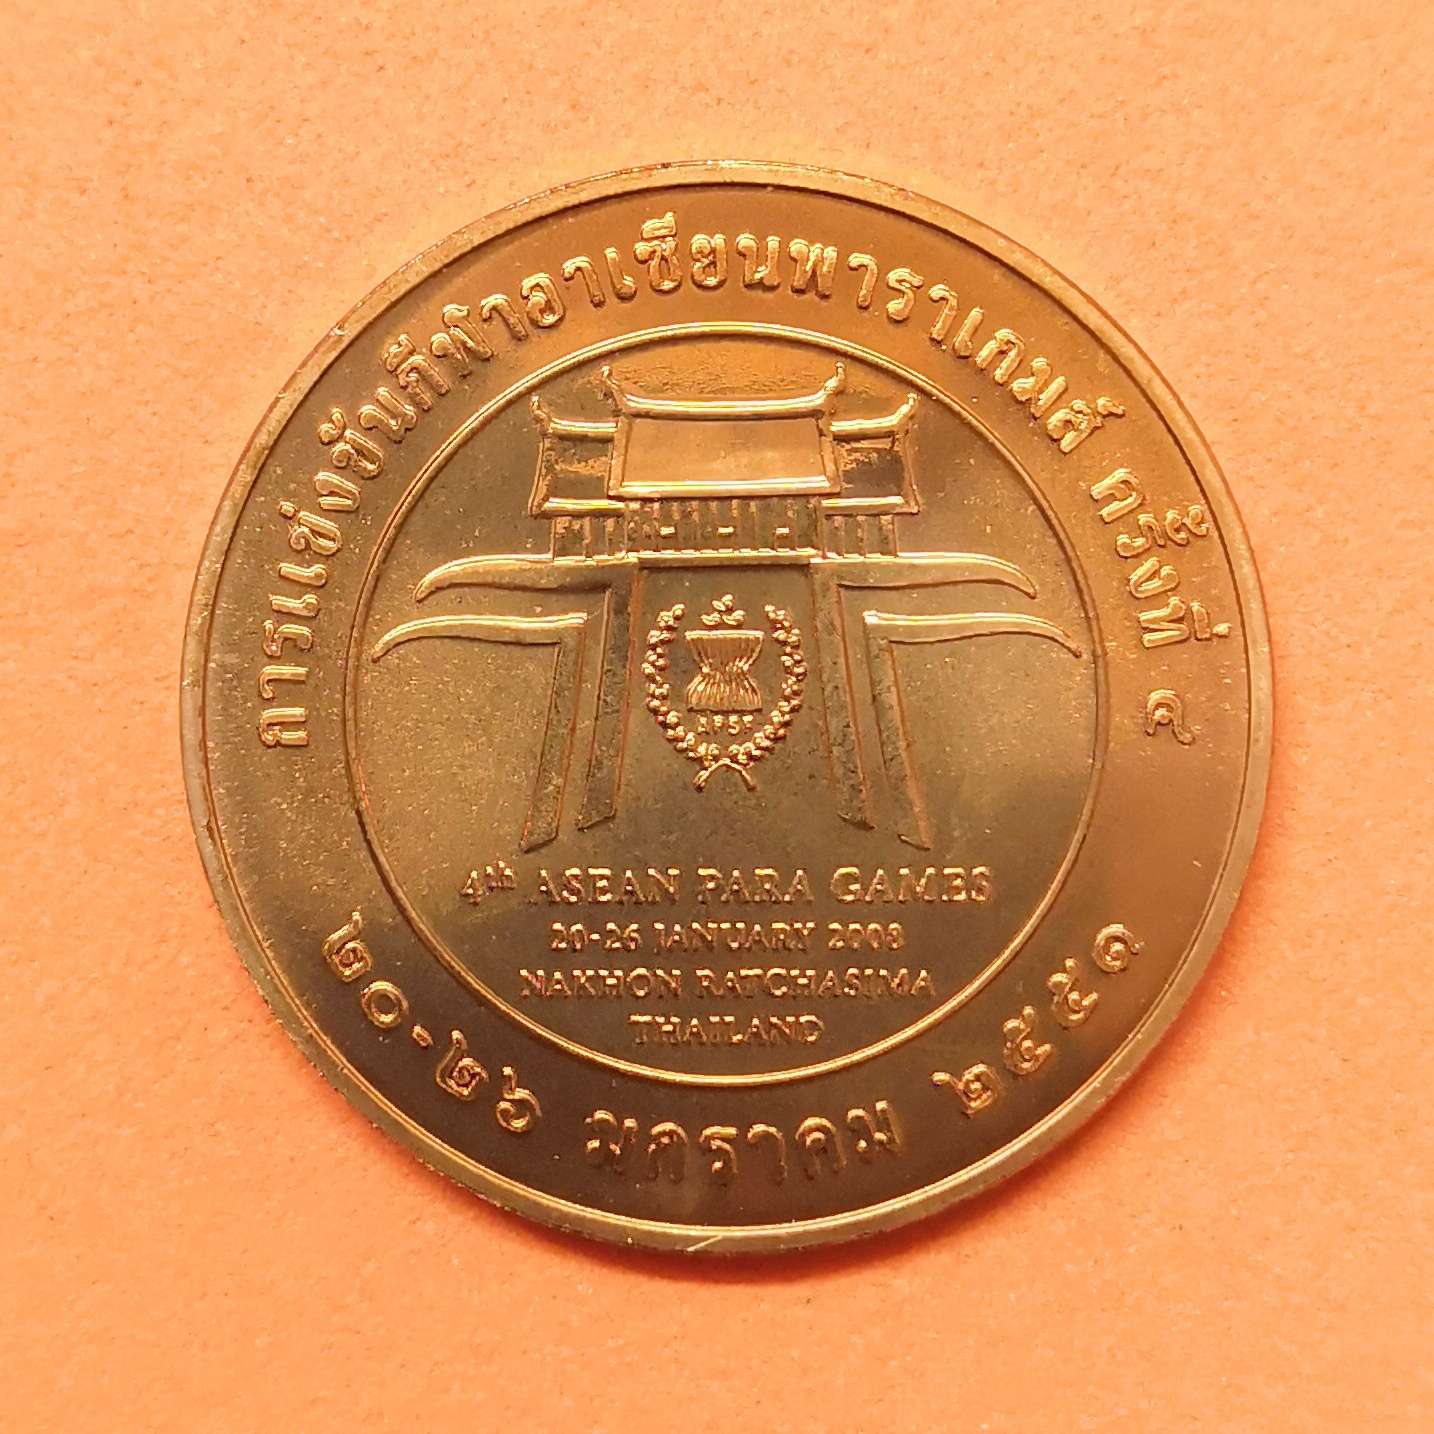 การแข่งขันกีฬาอาเซียนพาราเกมส์ ครั้งที่ ๔
APSF
4th ASEAN PARA GAMES
20-26 JANUARY 2008
NAKHON RATCHASIMA
THAILAND
๒๐-๒๖ มกราคม ๒๕๕๑